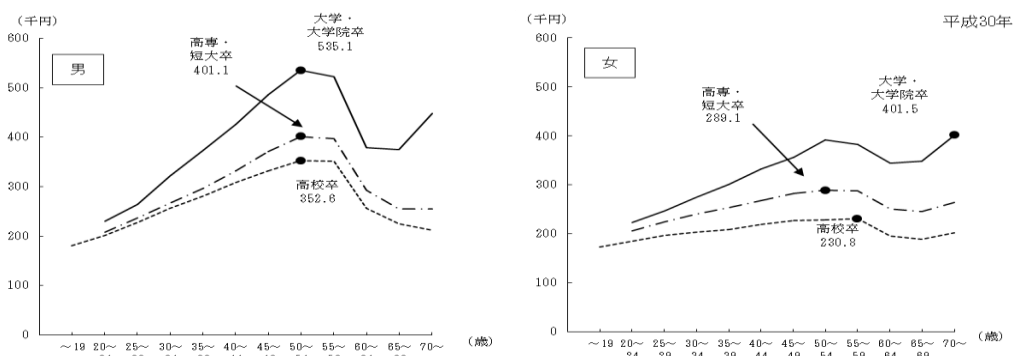 （千円）
男
600
500
400
300
200
100
0
高専・
短大卒
401.1
大学・
大学院卒
535.1
高校卒
352.6
～19
20～
25～
30～
35～
40～
45～
50～
55～
60～
65～
70～
（歳）
（千円）
平成30年
女
600
500
400
300
200
100
0
高専・
短大卒
289.1
大学・
大学院卒
401.5
高校卒
230.8
～19
20～
25～
30～
35～
40～
45～
50～
55～
60～
65～
70～
（歳）